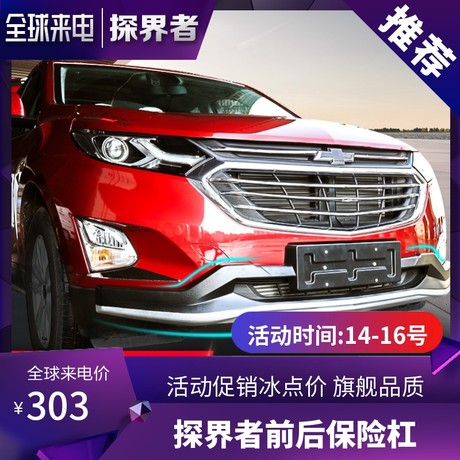 全球来电 探界者
推荐
活动时间:14-16号
全球来电价
¥303
活动促销冰点价 旗舰品质
探界者前后保险杠